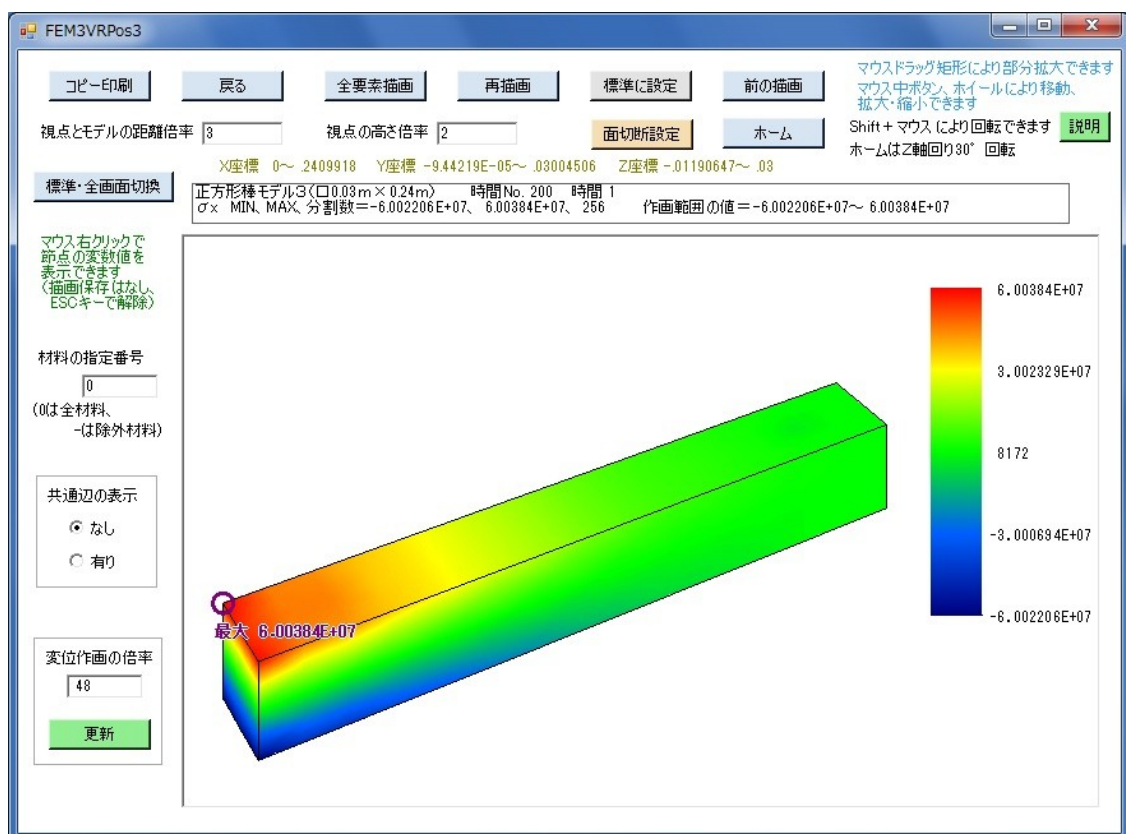 FEM3VRPos3
コピー印刷
戻る
全要素描画
再描画
標準に設定
前の描画
マウスドラッグ矩形により部分拡大できます
マウス中ボタン、ホイールにより移動、
拡大・縮小できます
視点とモデルの距離倍率 3
視点の高さ倍率 2
面切断設定
ホーム
Shift+マウスにより回転できます
説明
ホームはZ軸回り30° 回転
X座標 0～ .2409918 Y座標 -9.44219E-05～ .03004506 Z座標 -.01190647～ .03
標準・全画面切換
正方形棒モデル3(口0.03m×0.24m) 時間No. 200 時間 1
σx MIN、MAX、分割数＝-6.002206E+07、 6.00384E+07、 256 作画範囲の値＝-6.002206E+07～ 6.00384E+07
マウス右クリックで
節点の変数値を
表示できます
(描画保存はなし、
ESCキーで解除)
材料の指定番号
0
(0は全材料、
-は除外材料)
共通辺の表示
なし
有り
変位作画の倍率
48
更新
最大 6.00384E+07
6.00384E+07
3.002329E+07
8172
-3.000694E+07
-6.002206E+07